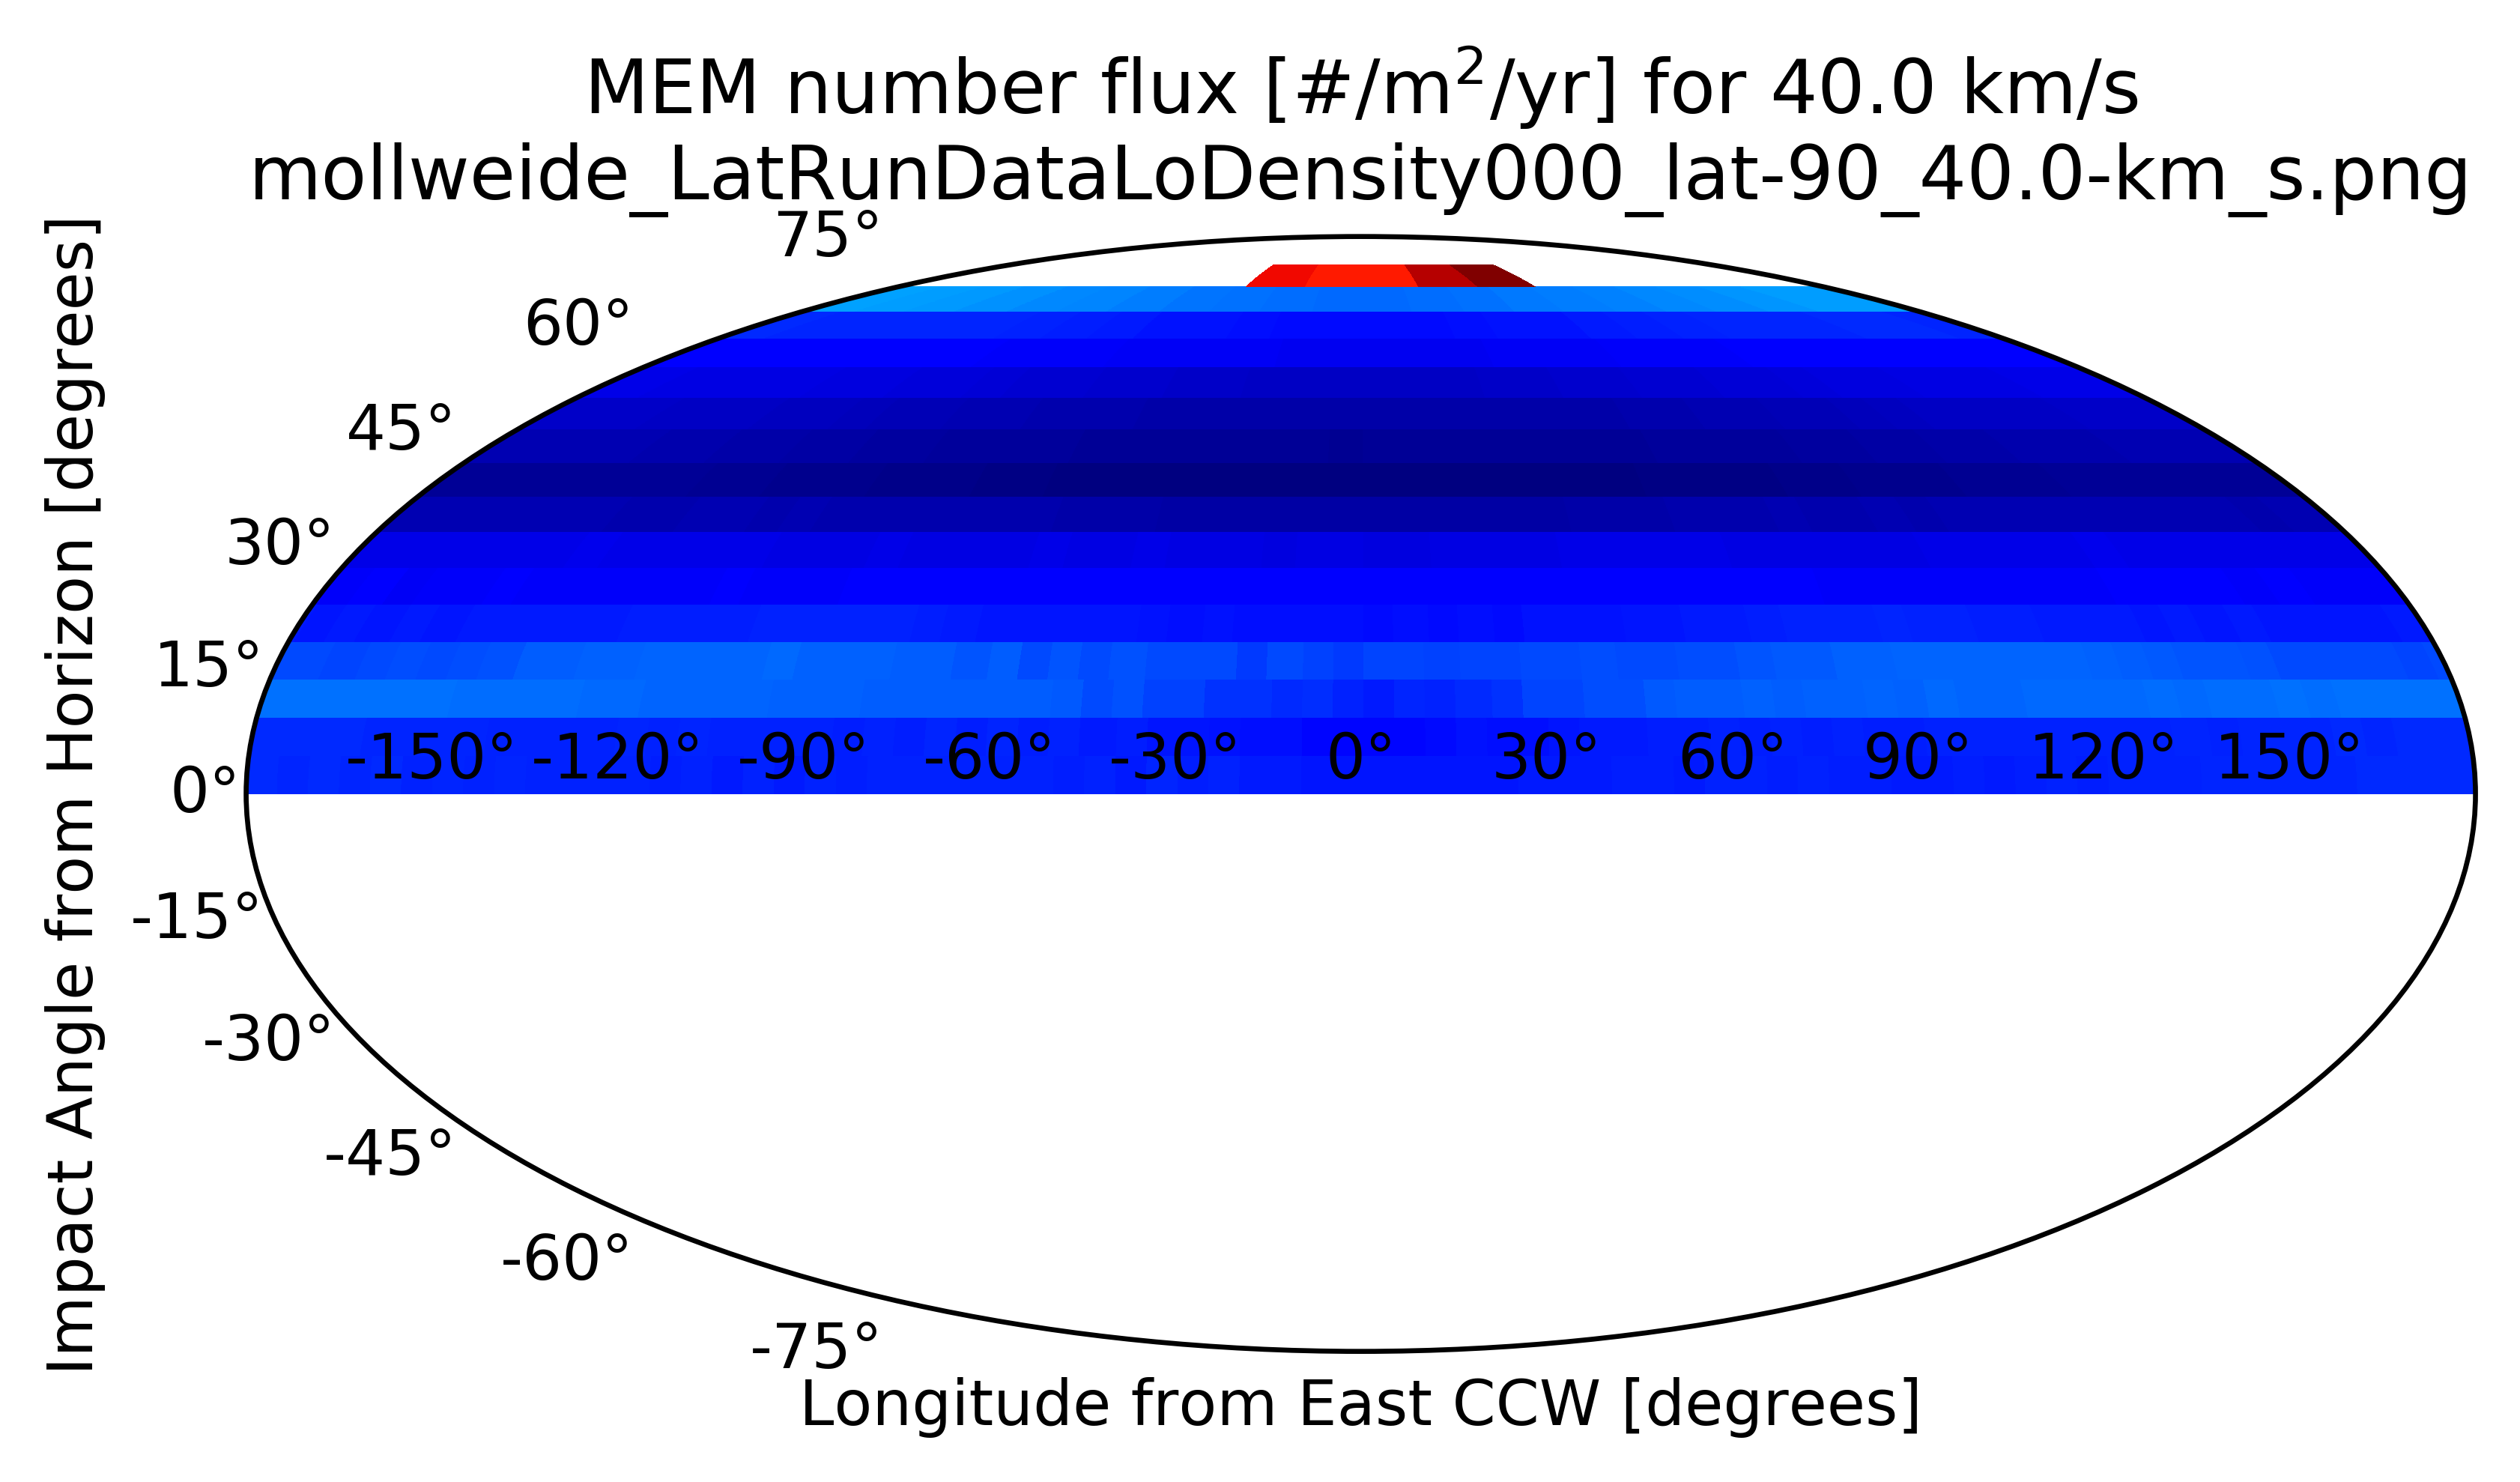 MEM number flux [#/m²/yr] for 40.0 km/s
mollweide_LatRunDataLoDensity000_lat-90_40.0-km_s.png
Impact Angle from Horizon [degrees]
75°
60°
45°
30°
15°
0°
-15°
-30°
-45°
-60°
-75°
-150° -120° -90° -60° -30° 0° 30° 60° 90° 120° 150°
Longitude from East CCW [degrees]